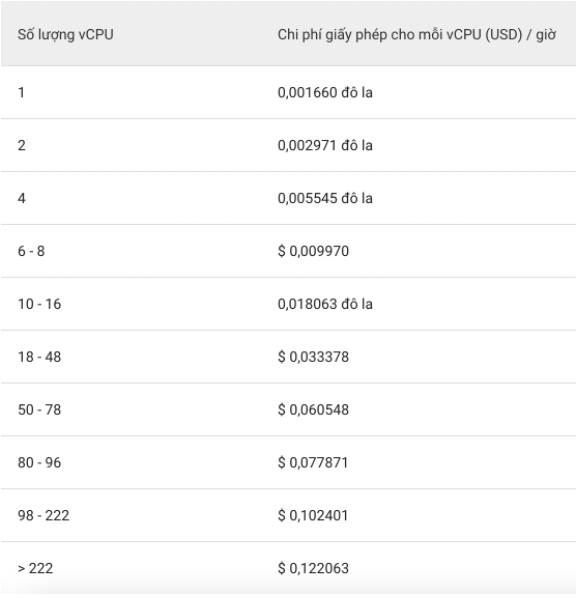 Số lượng vCPU Chi phí giấy phép cho mỗi vCPU (USD) / giờ
1 0,001660 đô la
2 0,002971 đô la
4 0,005545 đô la
6 - 8 $ 0,009970
10 - 16 0,018063 đô la
18 - 48 $ 0,033378
50 - 78 $ 0,060548
80 - 96 $ 0,077871
98 - 222 $ 0,102401
> 222 $ 0,122063